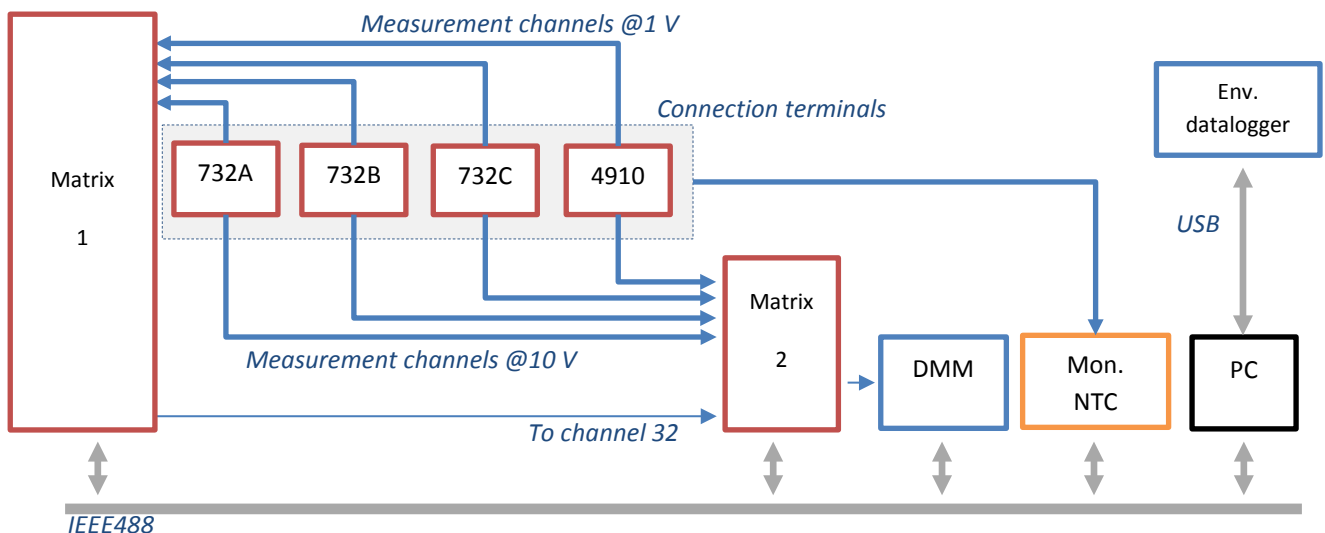 Measurement channels @1 V
Connection terminals
Env.
datalogger
Matrix
1
732A
732B
732C
4910
USB
Matrix
2
Measurement channels @10 V
DMM
Mon.
NTC
PC
To channel 32
IEEE488